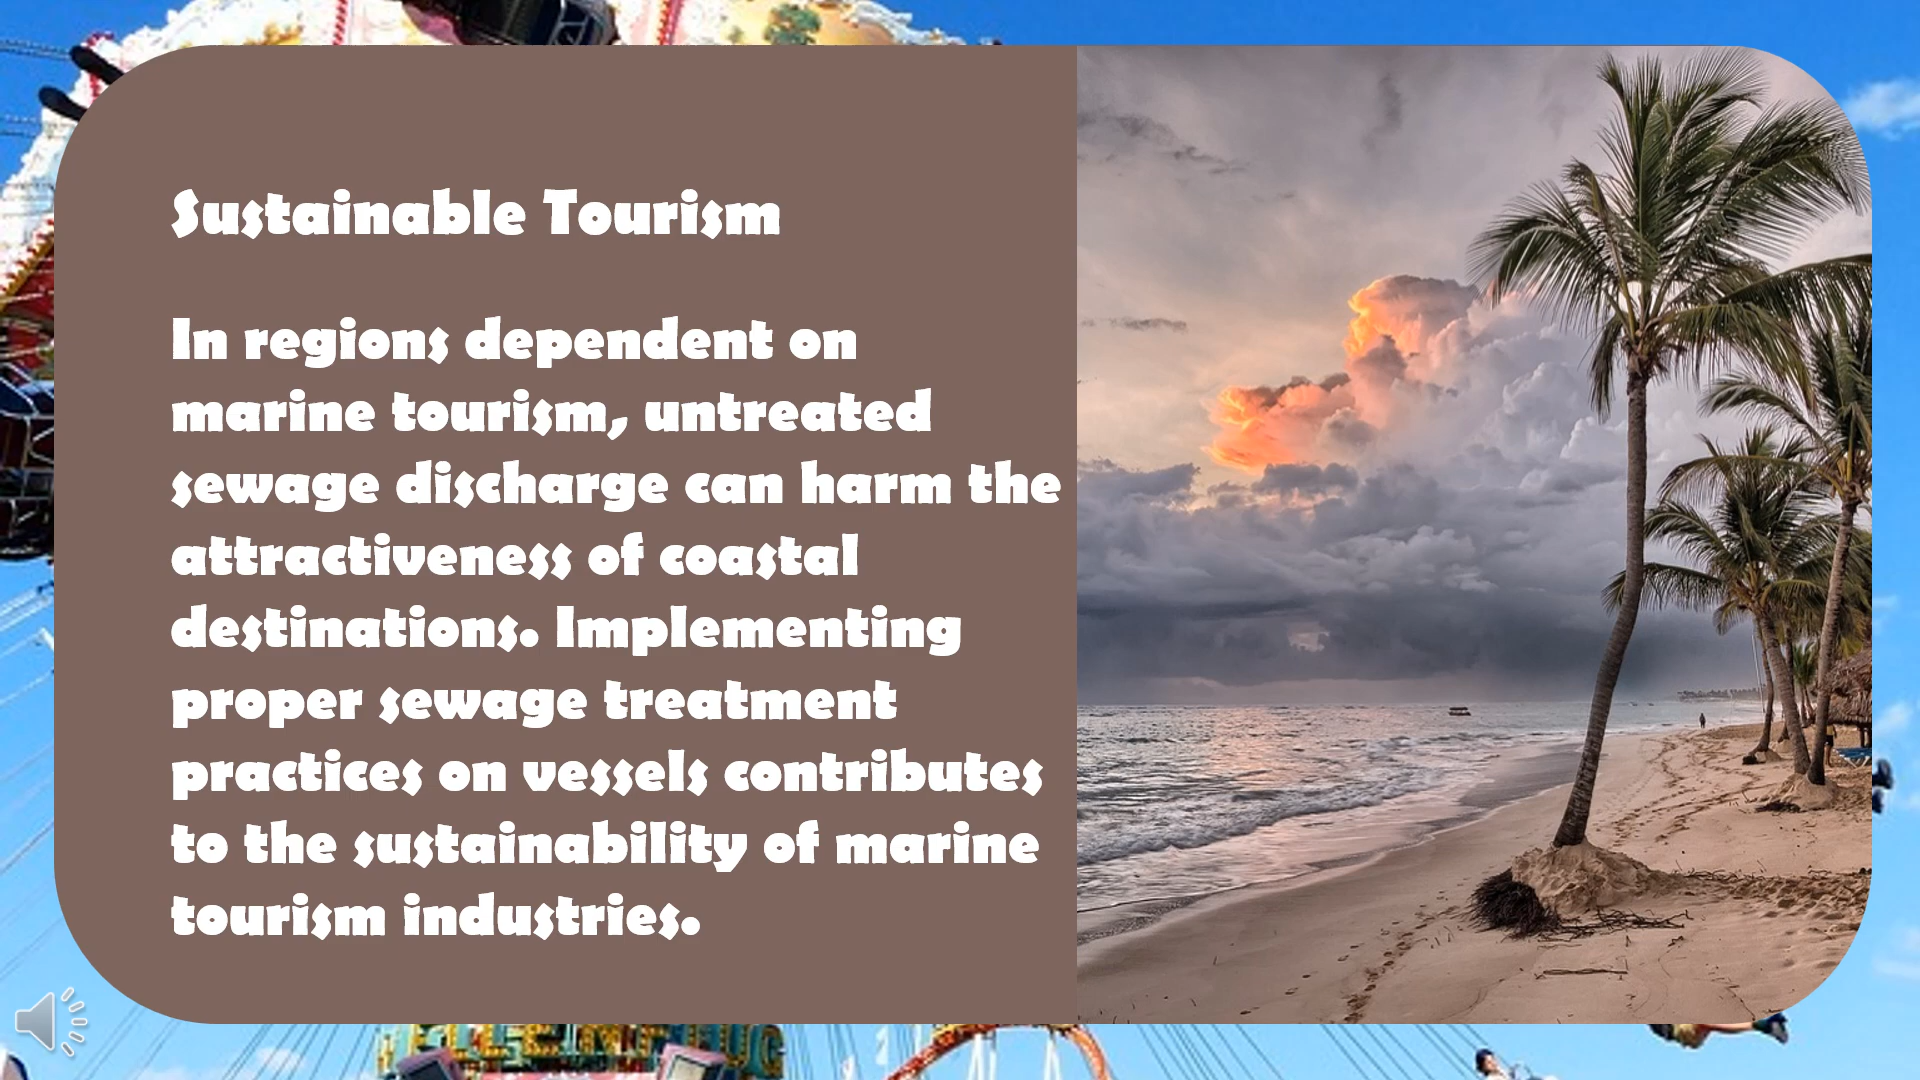 Sustainable Tourism
In regions dependent on
marine tourism, untreated
sewage discharge can harm the
attractiveness of coastal
destinations. Implementing
proper sewage treatment
practices on vessels contributes
to the sustainability of marine
tourism industries.